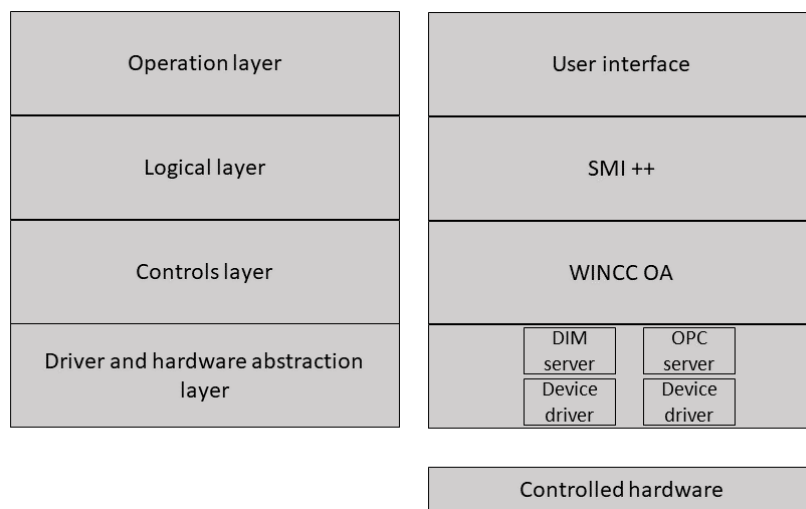 Operation layer
Logical layer
Controls layer
Driver and hardware abstraction
layer
User interface
SMI ++
WINCC OA
DIM
server
OPC
server
Device
driver
Device
driver
Controlled hardware